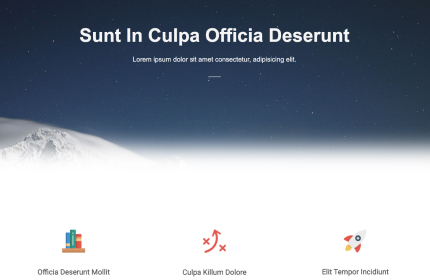 Sunt In Culpa Officia Deserunt
Lorem ipsum dolor sit amet consectetur, adipisicing elit.
Officia Deserunt Mollit
Culpa Killum Dolore
Elit Tempor Incidiunt